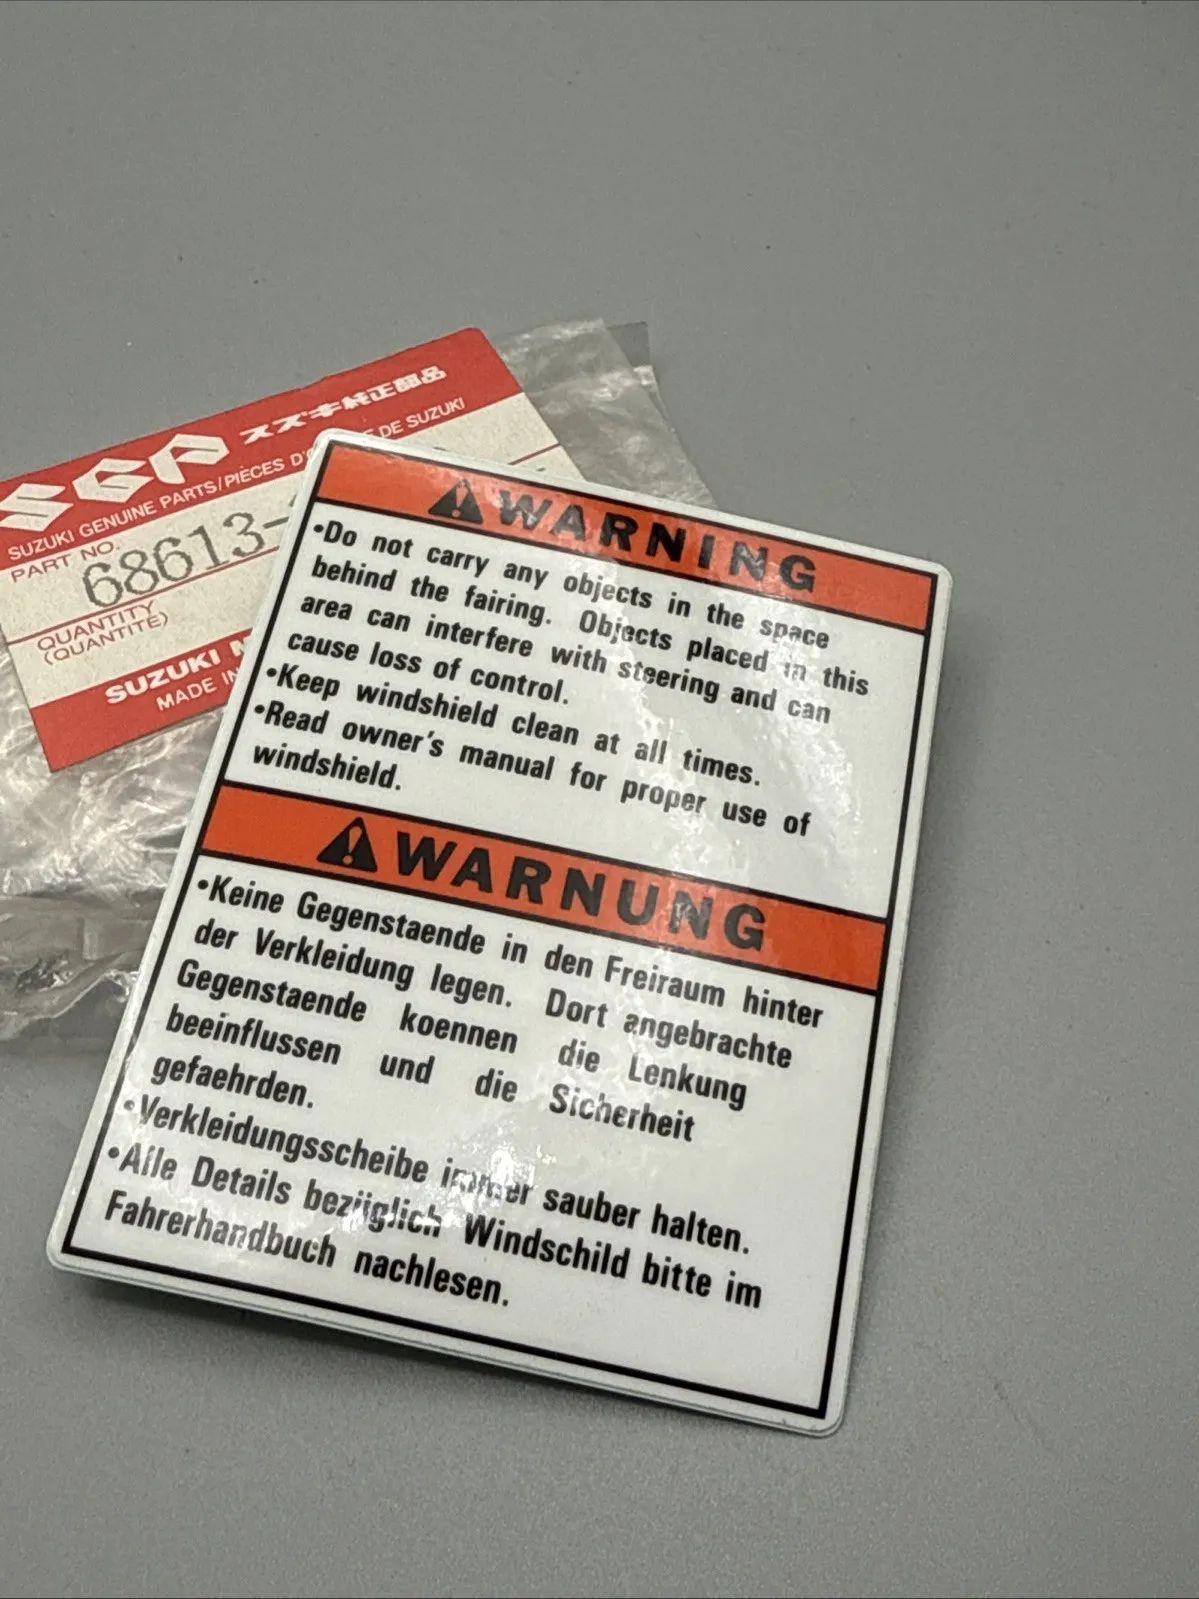 SGP スズキ純正部品
SUZUKI GENUINE PARTS/PIÈCES D' DE SUZUKI
PART NO.
68613-
QUANTITY
(QUANTITÉ)
SUZUKI
MADE IN
WARNING
•Do not carry any objects in the space
behind the fairing. Objects placed in this
area can interfere with steering and can
cause loss of control.
•Keep windshield clean at all times.
•Read owner's manual for proper use of
windshield.
WARNUNG
•Keine Gegenstaende in den Freiraum hinter
der Verkleidung legen. Dort angebrachte
Gegenstaende koennen die Lenkung
beeinflussen und die Sicherheit
gefaehrden.
•Verkleidungsscheibe immer sauber halten.
•Alle Details bezüglich Windschild bitte im
Fahrerhandbuch nachlesen.